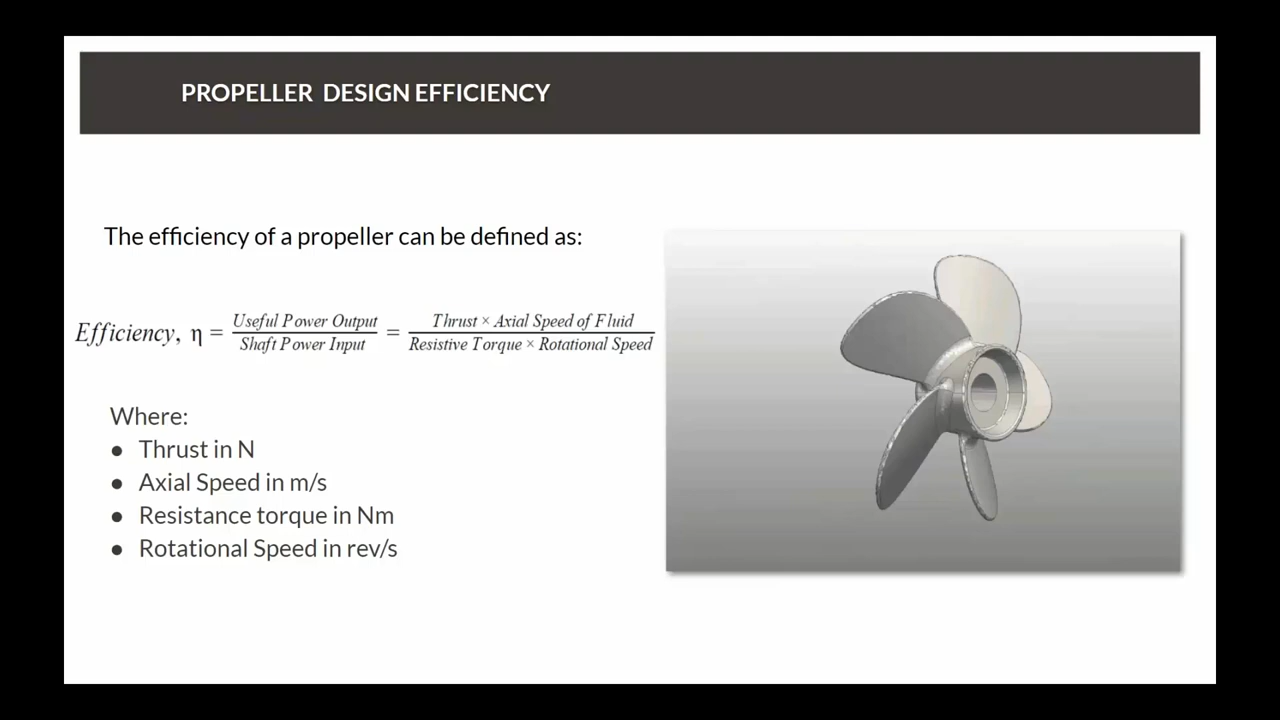 PROPELLER DESIGN EFFICIENCY
The efficiency of a propeller can be defined as:
Efficiency, η = Useful Power Output / Shaft Power Input = Thrust × Axial Speed of Fluid / Resistive Torque × Rotational Speed
Where:
● Thrust in N
● Axial Speed in m/s
● Resistance torque in Nm
● Rotational Speed in rev/s